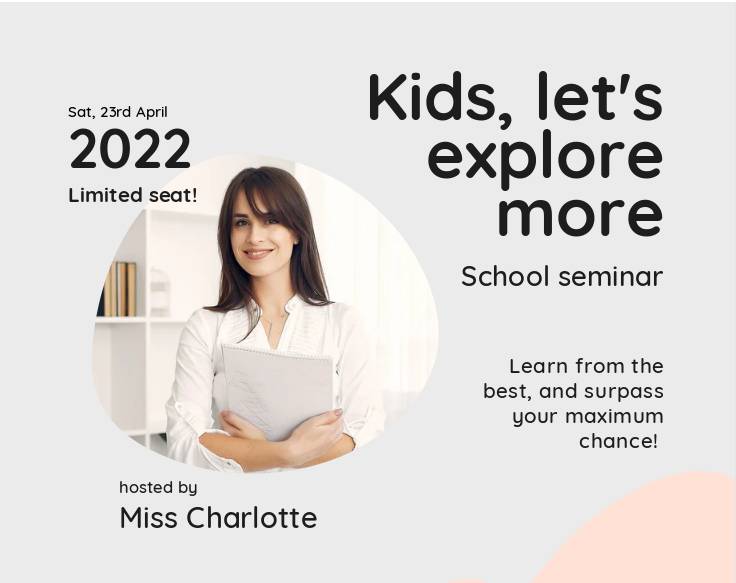 Sat, 23rd April
2022
Limited seat!
Kids, let's
explore
more
School seminar
Learn from the
best, and surpass
your maximum
chance!
hosted by
Miss Charlotte